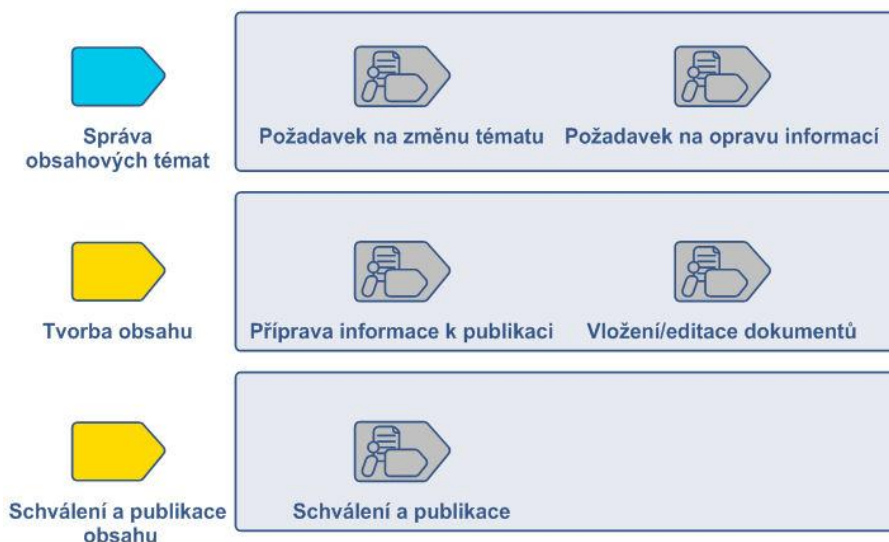 Správa
obsahových témat
Požadavek na změnu tématu
Požadavek na opravu informací
Tvorba obsahu
Příprava informace k publikaci
Vložení/editace dokumentů
Schválení a publikace
obsahu
Schválení a publikace